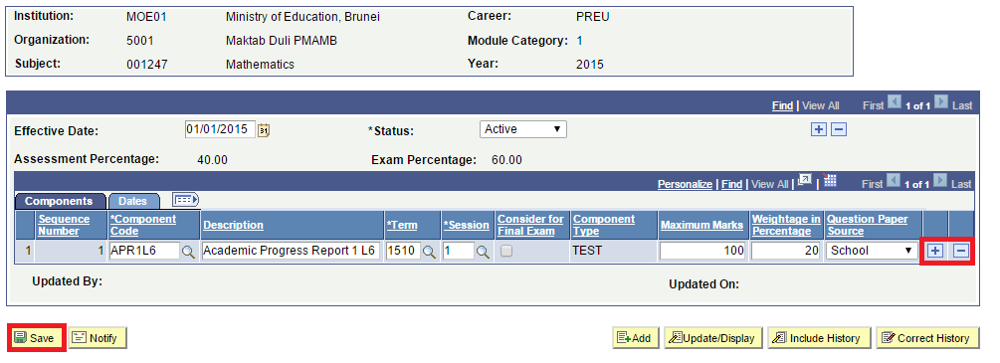 Institution: MOE01 Ministry of Education, Brunei Career: PREU
Organization: 5001 Maktab Duli PMAMB Module Category: 1
Subject: 001247 Mathematics Year: 2015
Find | View All First 1 of 1 Last
Effective Date: 01/01/2015 31 *Status: Active
Assessment Percentage: 40.00 Exam Percentage: 60.00
Personalize | Find | View All | | First 1 of 1 Last
Components Dates
Sequence Number *Component Code Description *Term *Session Consider for Final Exam Component Type Maximum Marks Weightage in Percentage Question Paper Source
1 1 APR1L6 Academic Progress Report 1 L6 1510 1 TEST 100 20 School
Updated By: Updated On:
Save Notify Add Update/Display Include History Correct History